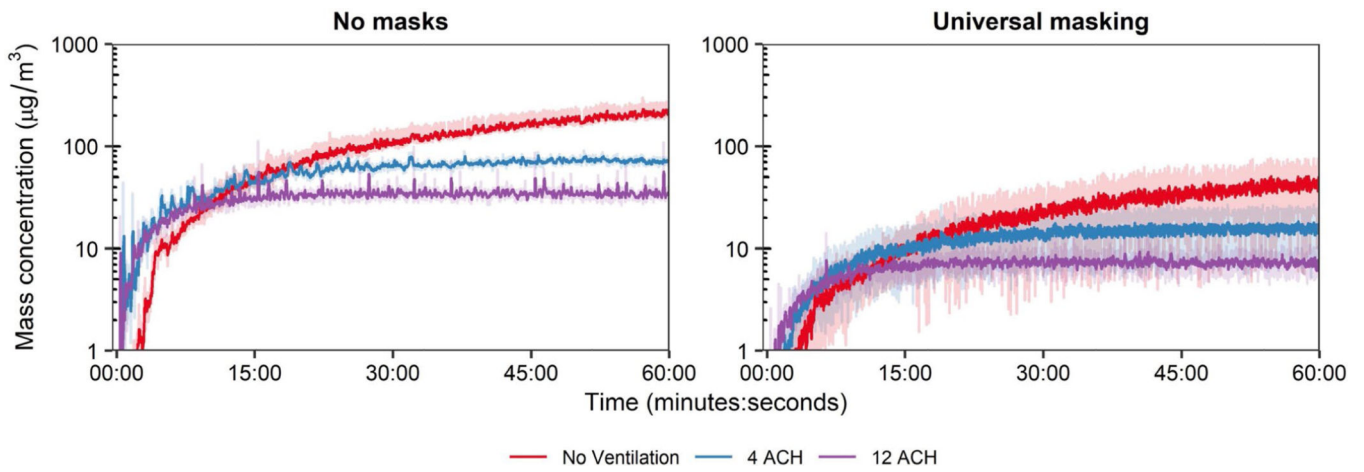 No masks
Universal masking
Mass concentration (μg/m³)
1000
100
10
1
1000
100
10
1
00:00 15:00 30:00 45:00 60:00
00:00 15:00 30:00 45:00 60:00
Time (minutes:seconds)
No Ventilation 4 ACH 12 ACH